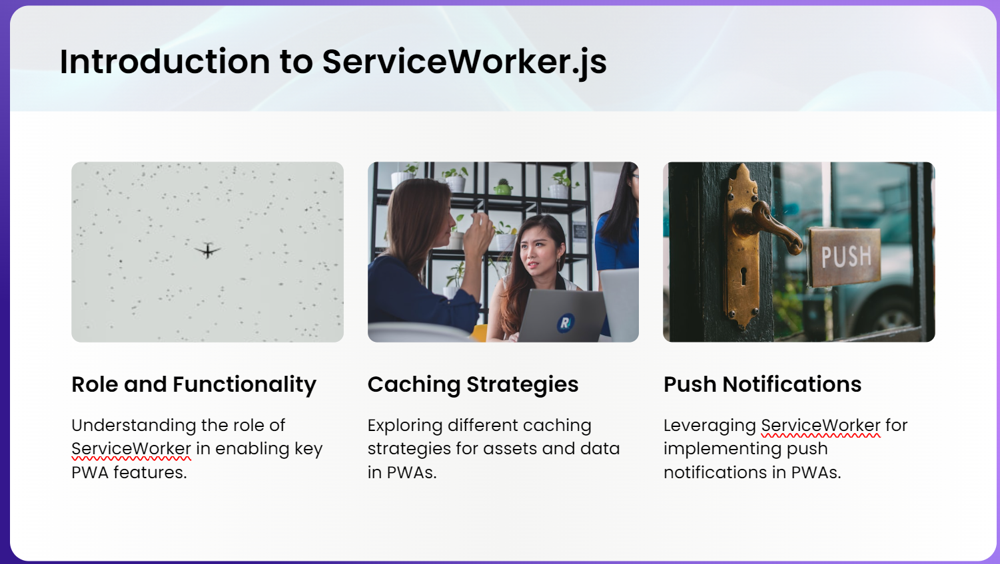 Introduction to ServiceWorker.js
PUSH
Role and Functionality
Understanding the role of
ServiceWorker in enabling key
PWA features.
Caching Strategies
Exploring different caching
strategies for assets and data
in PWAs.
Push Notifications
Leveraging ServiceWorker for
implementing push
notifications in PWAs.